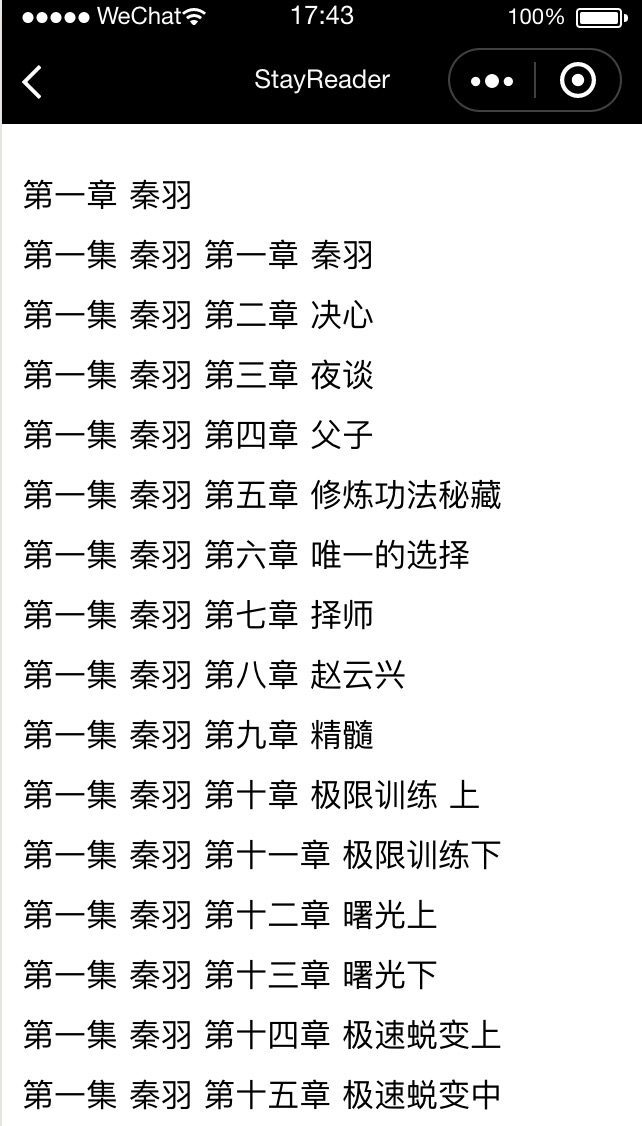 WeChat 17:43 100%
StayReader
第一章 秦羽
第一集 秦羽 第一章 秦羽
第一集 秦羽 第二章 决心
第一集 秦羽 第三章 夜谈
第一集 秦羽 第四章 父子
第一集 秦羽 第五章 修炼功法秘藏
第一集 秦羽 第六章 唯一的选择
第一集 秦羽 第七章 择师
第一集 秦羽 第八章 赵云兴
第一集 秦羽 第九章 精髓
第一集 秦羽 第十章 极限训练 上
第一集 秦羽 第十一章 极限训练下
第一集 秦羽 第十二章 曙光上
第一集 秦羽 第十三章 曙光下
第一集 秦羽 第十四章 极速蜕变上
第一集 秦羽 第十五章 极速蜕变中